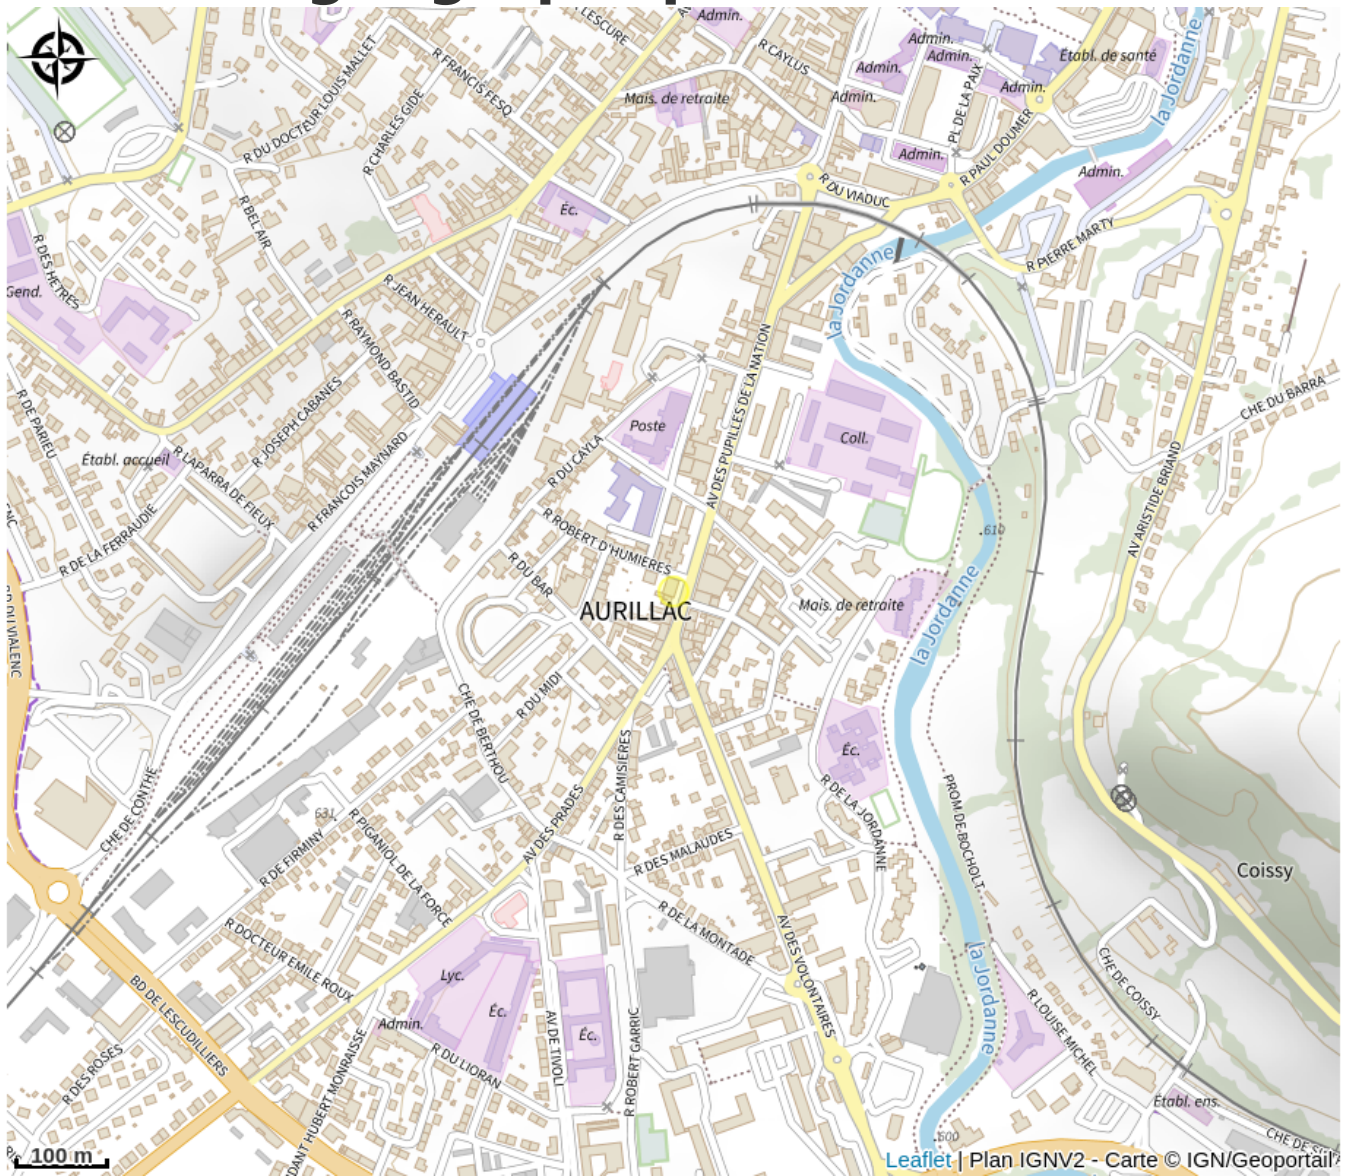 R LESCURE
Admin.
R CAYLUS
Admin.
Admin.
Admin.
Établ. de santé
Admin.
Admin.
la Jordanne
R DU DOCTEUR LOUIS MALLET
R FRANCIS FESQ
R CHARLES GIDE
Mais. de retraite
PL DE LA PAIX
R PAUL DOUMER
Admin.
Admin.
R DU VIADUC
R BEL AIR
Éc.
R PIERRE MARTY
R DES HETRES
Gend.
R JEAN HERAULT
la Jordanne
la Jordanne
R RAYMOND BASTID
AV DES PUPILLES DE LA NATION
R JOSEPH CABANES
CHE DU BARRA
R DE PARIEU
Poste
Coll.
Établ. accueil
R LAPARRA DE FIEUX
R FRANCOIS MAYNARD
R DU CAYLA
AV ARISTIDE BRIAND
R DE LA FERRAUDIE
R ROBERT D'HUMIERES
610
R DU BAR
AURILLAC
Mais. de retraite
la Jordanne
BD DU VIALENC
CHE DE BERTHOU
R DU MIDI
R DES CAMISIERES
Éc.
CHE DE CONTHE
631
R PIGANIOL DE LA FORCE
AV DES PRADES
R DE LA JORDANNE
PROM DE BOCHOLT
R DE FIRMINY
R DES MALAUDES
Coissy
R DOCTEUR EMILE ROUX
R DE LA MONTADE
AV DES VOLONTAIRES
la Jordanne
CHE DE COISSY
BD DE LESCUDILLIERS
Lyc.
Éc.
Admin.
Éc.
R LOUISE MICHEL
R DES ROSES
R DU LIORAN
AV DE TIVOLI
R ROBERT GARRIC
Établ. ens.
600
100 m
Leaflet | Plan IGNV2 - Carte © IGN/Geoportail